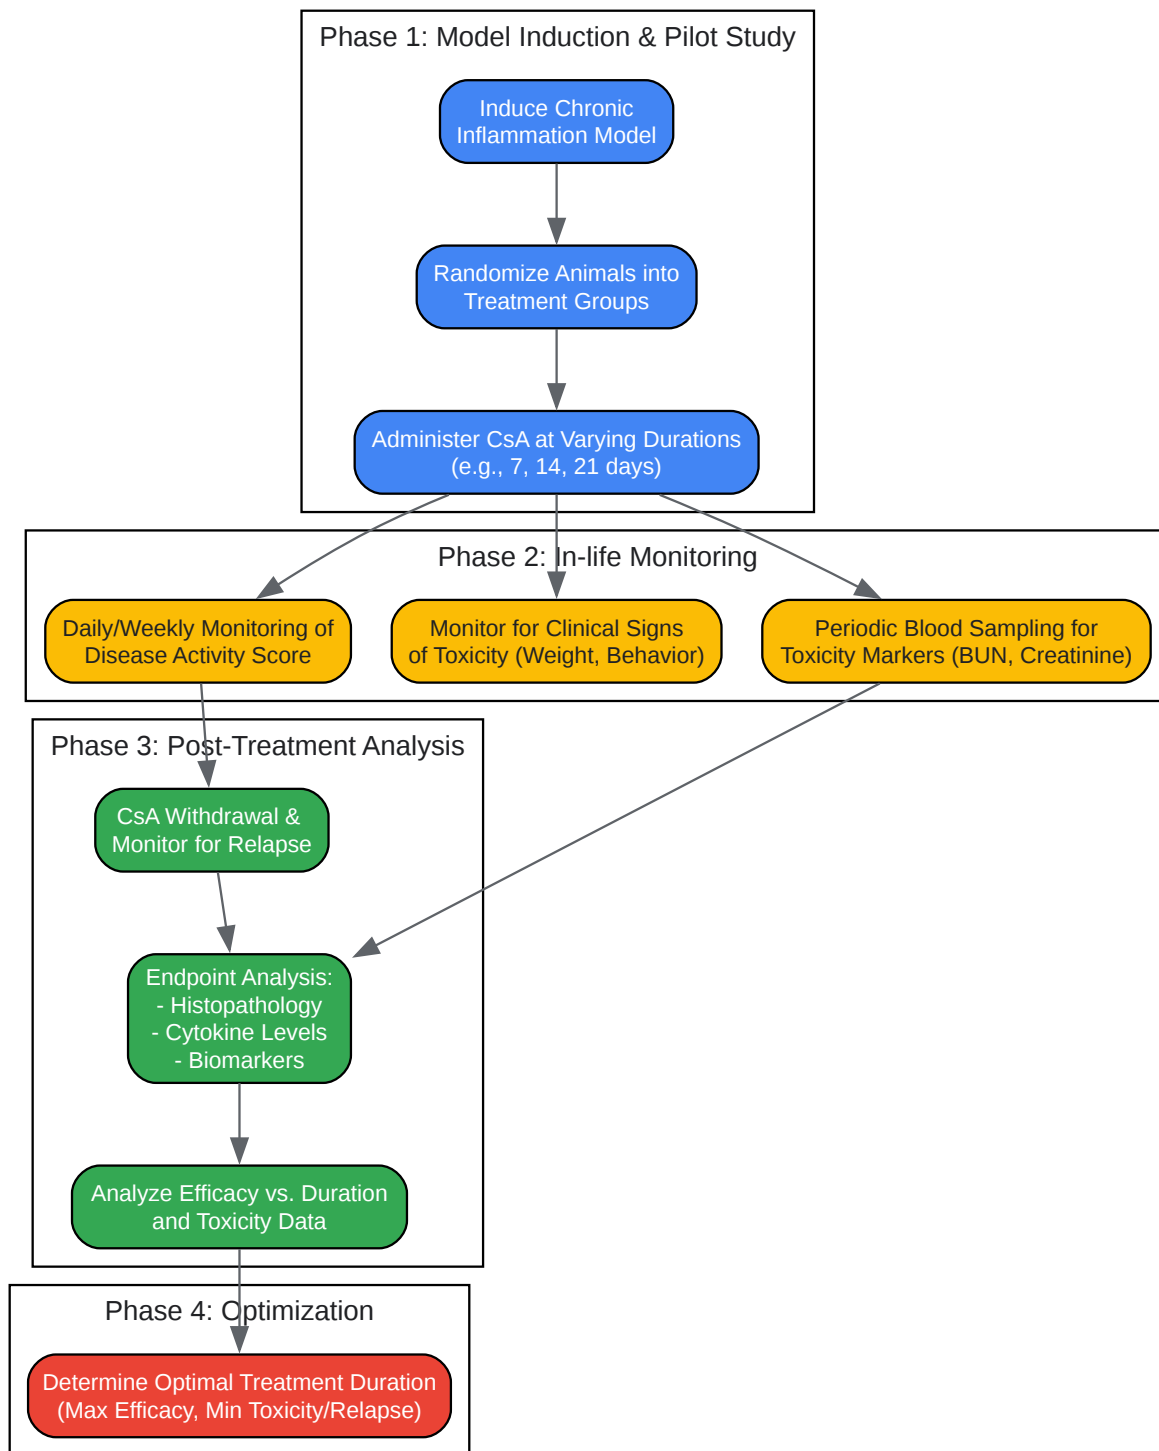 Phase 1: Model Induction & Pilot Study
Induce Chronic
Inflammation Model
Randomize Animals into
Treatment Groups
Administer CsA at Varying Durations
(e.g., 7, 14, 21 days)
Phase 2: In-life Monitoring
Daily/Weekly Monitoring of
Disease Activity Score
Monitor for Clinical Signs
of Toxicity (Weight, Behavior)
Periodic Blood Sampling for
Toxicity Markers (BUN, Creatinine)
Phase 3: Post-Treatment Analysis
CsA Withdrawal &
Monitor for Relapse
Endpoint Analysis:
- Histopathology
- Cytokine Levels
- Biomarkers
Analyze Efficacy vs. Duration
and Toxicity Data
Phase 4: Optimization
Determine Optimal Treatment Duration
(Max Efficacy, Min Toxicity/Relapse)